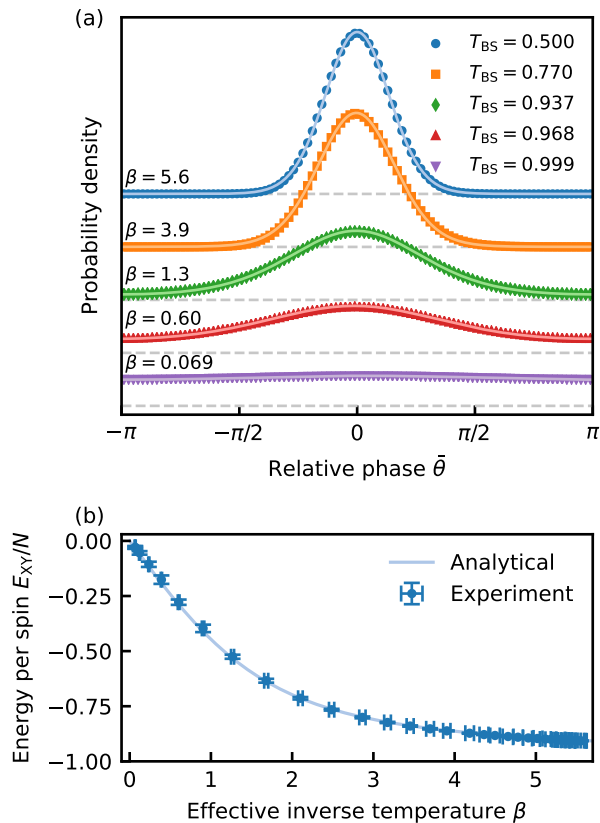 (a)
T_BS = 0.500
T_BS = 0.770
T_BS = 0.937
T_BS = 0.968
T_BS = 0.999
Probability density
β = 5.6
β = 3.9
β = 1.3
β = 0.60
β = 0.069
−π −π/2 0 π/2 π
Relative phase θ̄
(b)
Energy per spin E_XY/N
0.00
−0.25
−0.50
−0.75
−1.00
Analytical
Experiment
0 1 2 3 4 5
Effective inverse temperature β